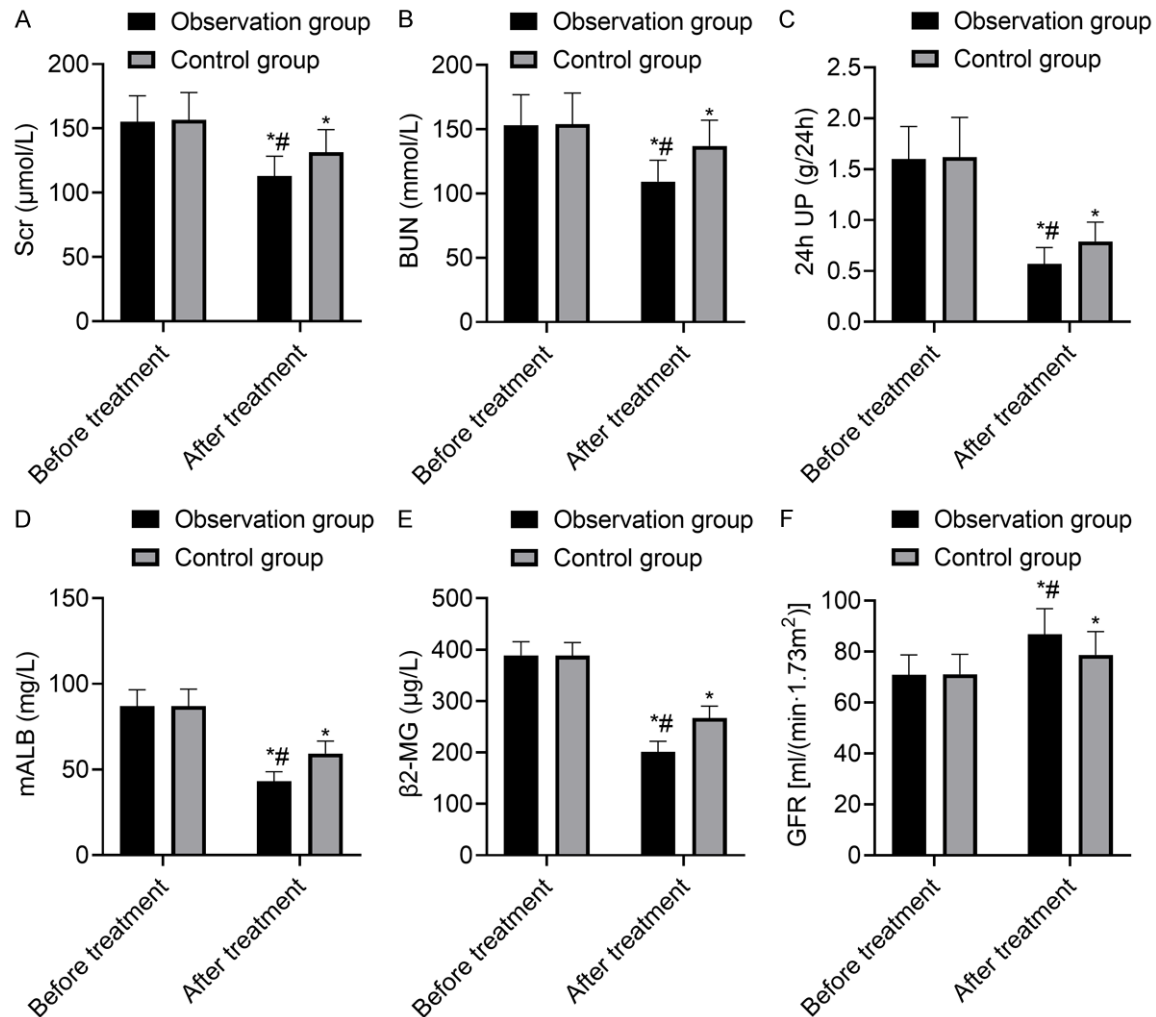 A
Observation group
Control group
Scr (μmol/L)
200
150
100
50
0
*#
*
Before treatment
After treatment
B
Observation group
Control group
BUN (mmol/L)
200
150
100
50
0
*#
*
Before treatment
After treatment
C
Observation group
Control group
24h UP (g/24h)
2.5
2.0
1.5
1.0
0.5
0.0
*#
*
Before treatment
After treatment
D
Observation group
Control group
mALB (mg/L)
150
100
50
0
*#
*
Before treatment
After treatment
E
Observation group
Control group
β2-MG (μg/L)
500
400
300
200
100
0
*#
*
Before treatment
After treatment
F
Observation group
Control group
GFR [ml/(min·1.73m²)]
100
80
60
40
20
0
*#
*
Before treatment
After treatment